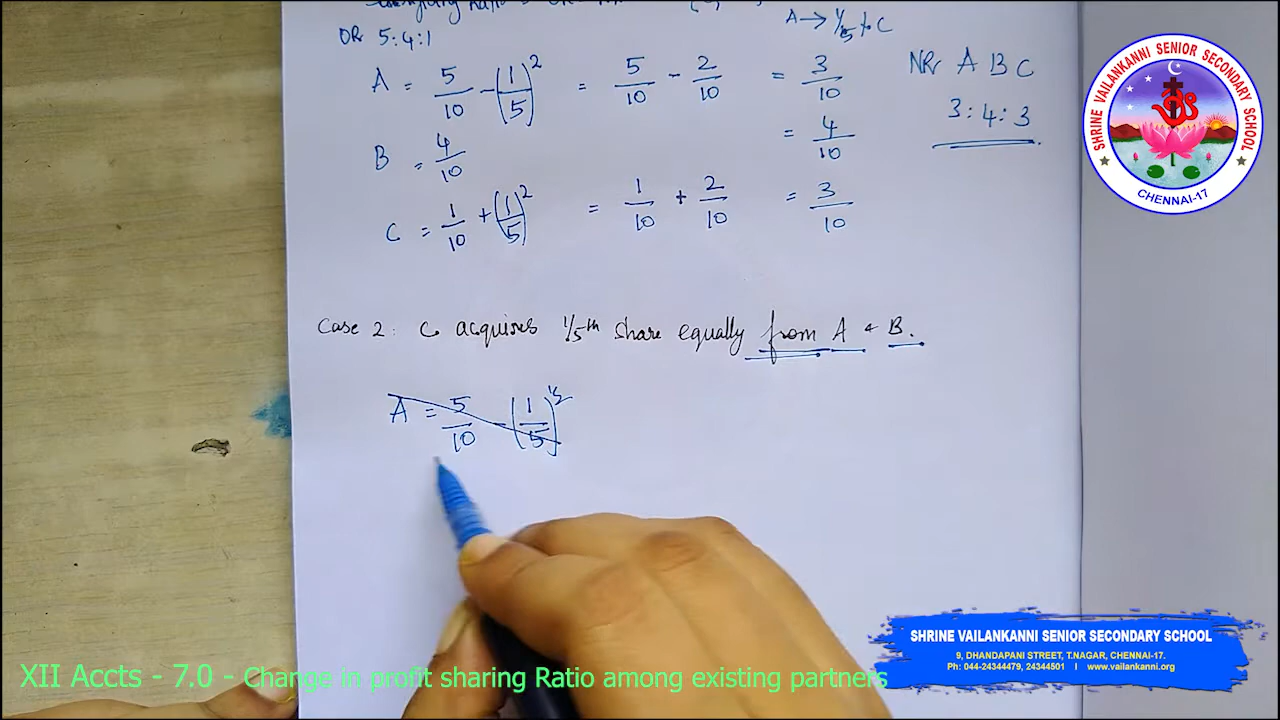 Ratio
A → 1/5 to C
OR 5:4:1
A = 5/10 - (1/5)2 = 5/10 - 2/10 = 3/10
NR A B C
3:4:3
B = 4/10 = 4/10
C = 1/10 + (1/5)2 = 1/10 + 2/10 = 3/10
Case 2: C acquires 1/5th share equally from A & B.
A = 5/10 - (1/5)1/2
SHRINE VAILANKANNI SENIOR SECONDARY SCHOOL
CHENNAI-17
SHRINE VAILANKANNI SENIOR SECONDARY SCHOOL
9, DHANDAPANI STREET, T.NAGAR, CHENNAI-17.
Ph: 044-24344479, 24344501 I www.vailankanni.org
XII Accts - 7.0 - Change in profit sharing Ratio among existing partners